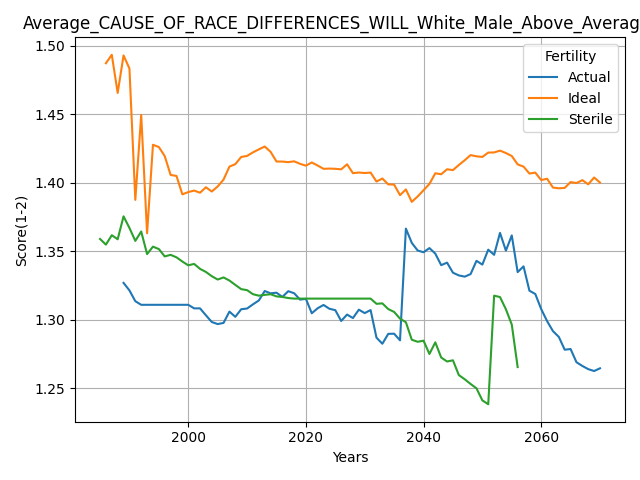 Average_CAUSE_OF_RACE_DIFFERENCES_WILL_White_Male_Above_Averag
Fertility
Actual
Ideal
Sterile
Score(1-2)
1.50
1.45
1.40
1.35
1.30
1.25
2000 2020 2040 2060
Years